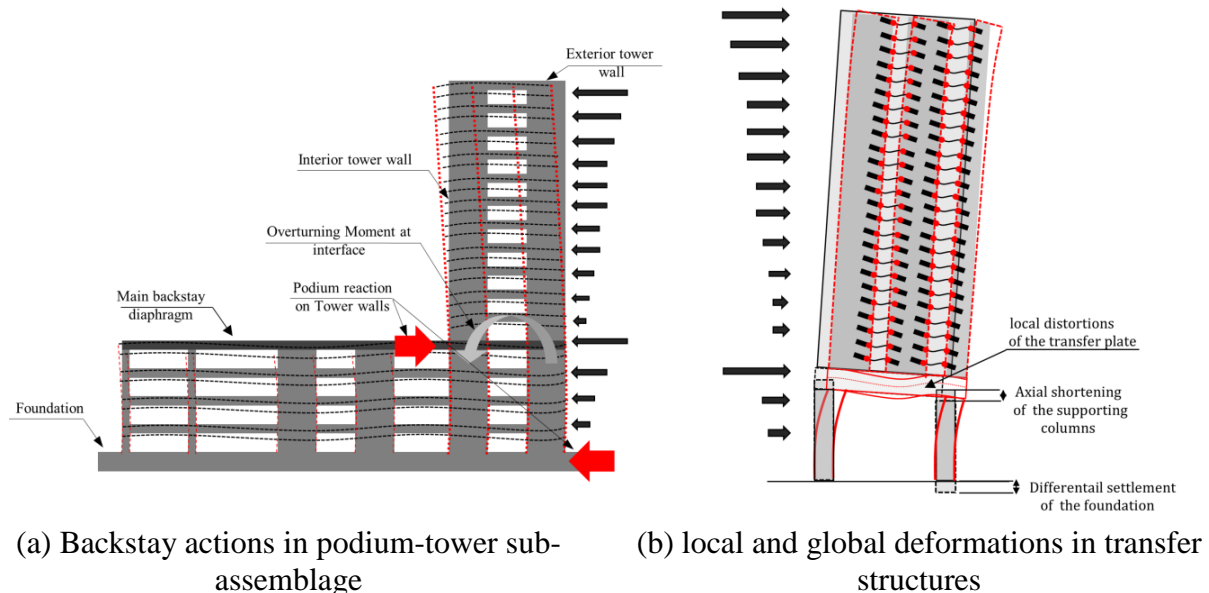 Exterior tower
wall
Interior tower wall
Overturning Moment at
interface
Podium reaction
on Tower walls
Main backstay
diaphragm
Foundation
(a) Backstay actions in podium-tower sub-
assemblage
local distortions
of the transfer plate
Axial shortening
of the supporting
columns
Differentail settlement
of the foundation
(b) local and global deformations in transfer
structures